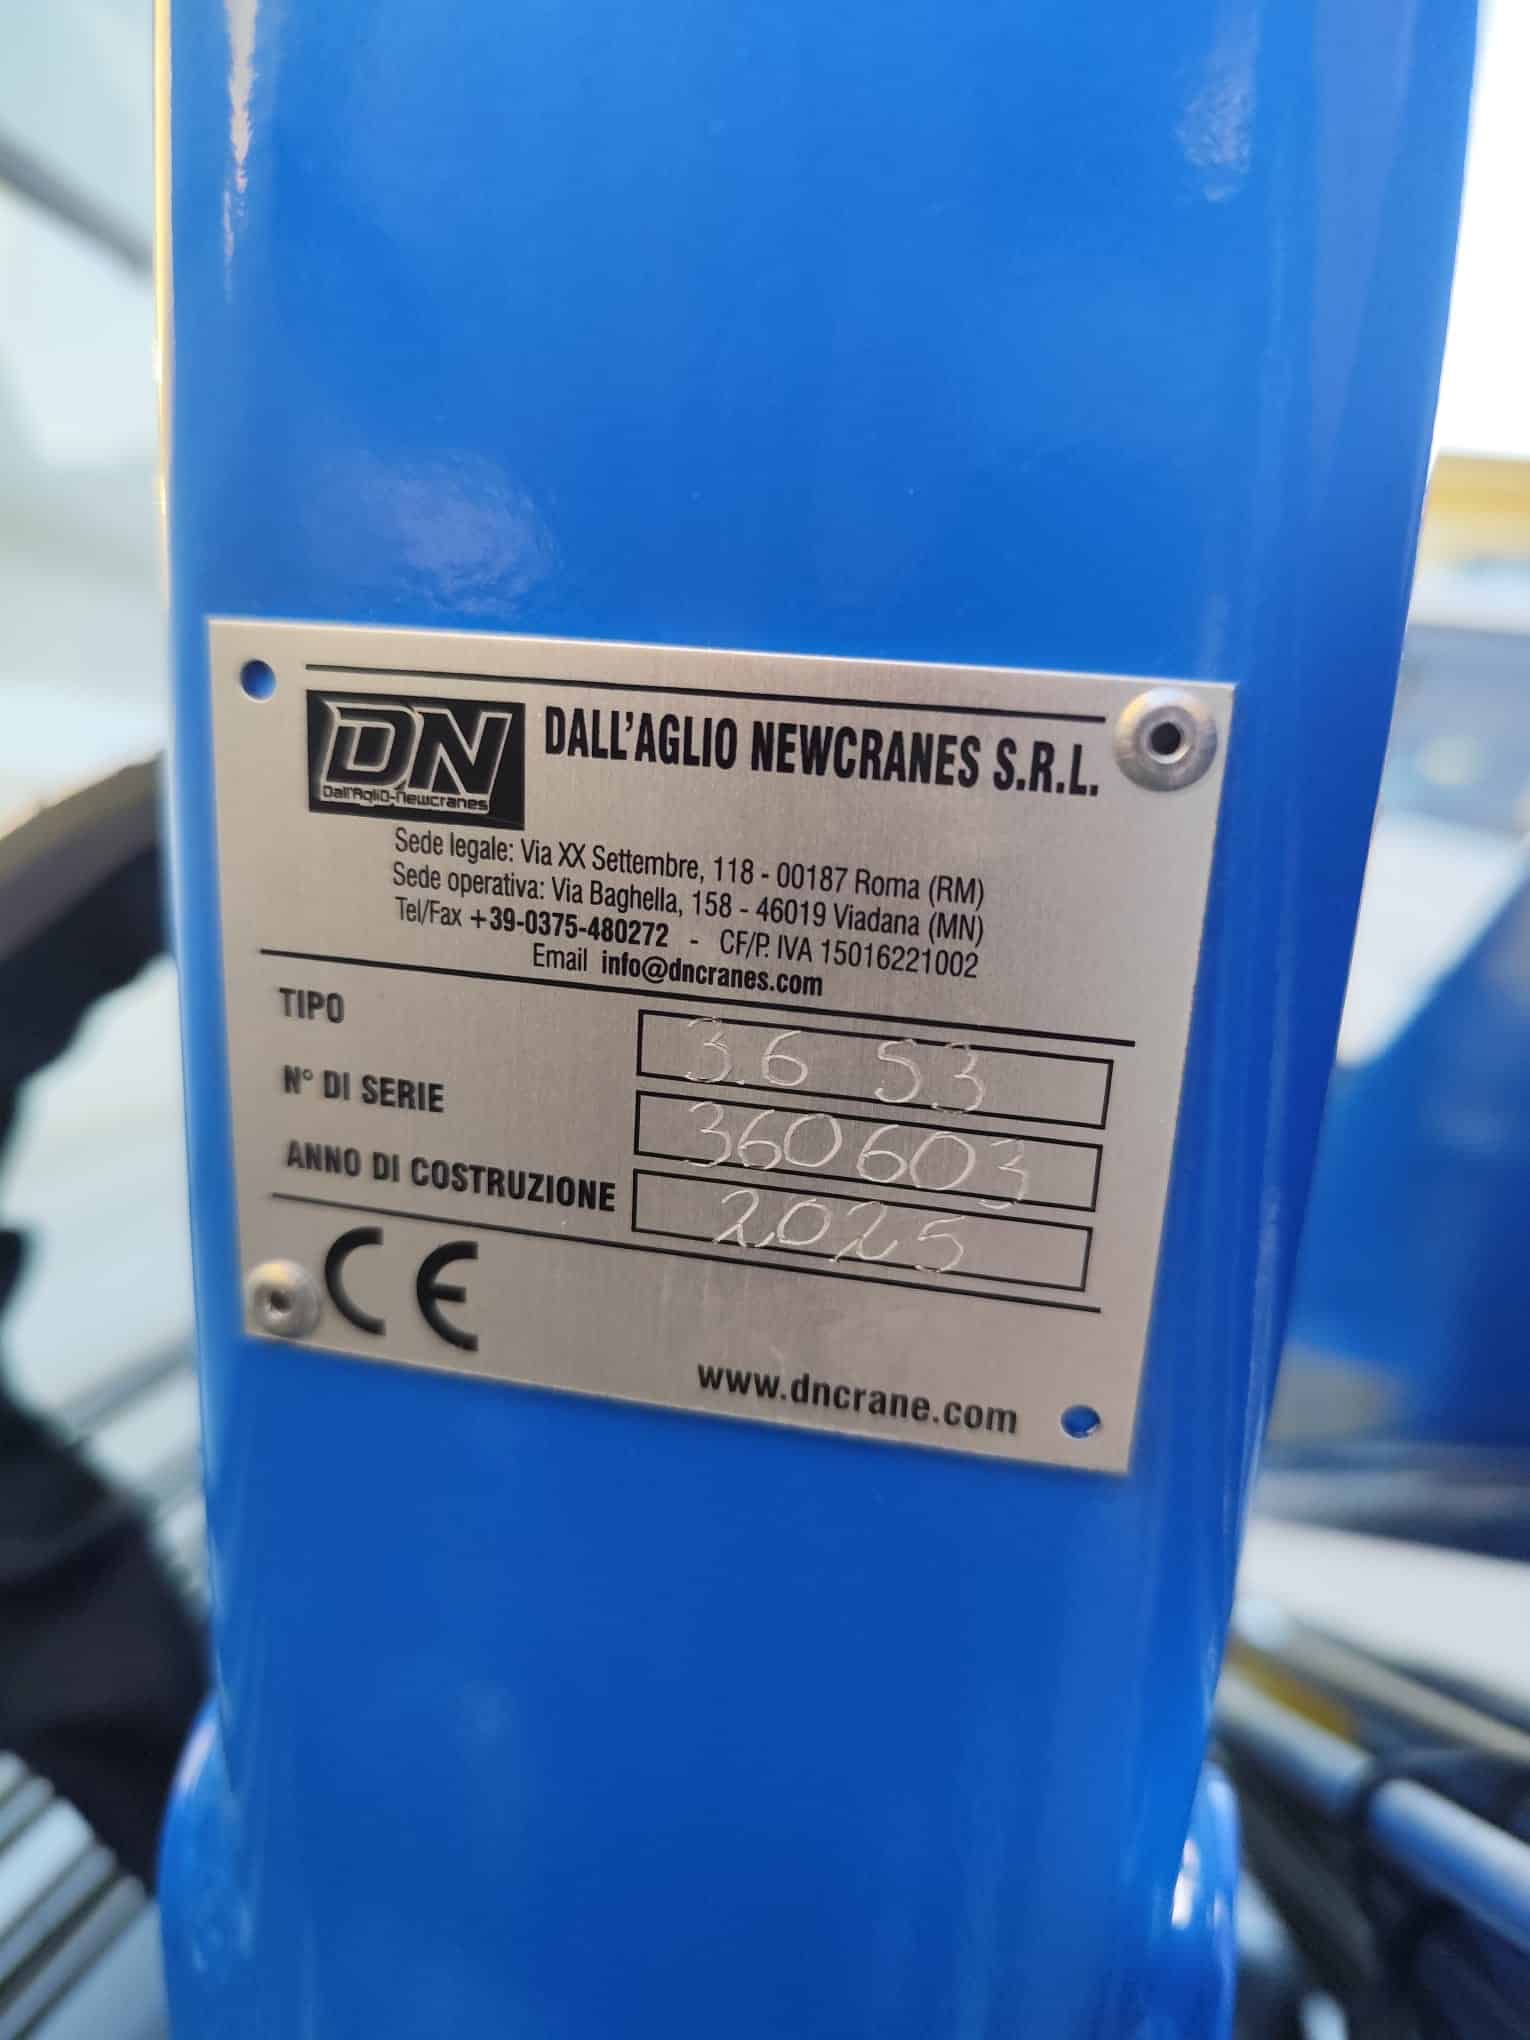 DN
Dall'Aglio-Newcranes
DALL'AGLIO NEWCRANES S.R.L.
Sede legale: Via XX Settembre, 118 - 00187 Roma (RM)
Sede operativa: Via Baghella, 158 - 46019 Viadana (MN)
Tel/Fax +39-0375-480272 - CF/P. IVA 15016221002
Email info@dncranes.com
TIPO 3.6 S3
N° DI SERIE 360603
ANNO DI COSTRUZIONE 2025
CE
www.dncrane.com